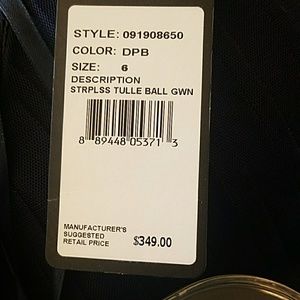 STYLE: 091908650
COLOR: DPB
SIZE: 6
DESCRIPTION
STRPLSS TULLE BALL GWN
8 89448 05371 3
MANUFACTURER'S
SUGGESTED
RETAIL PRICE $349.00